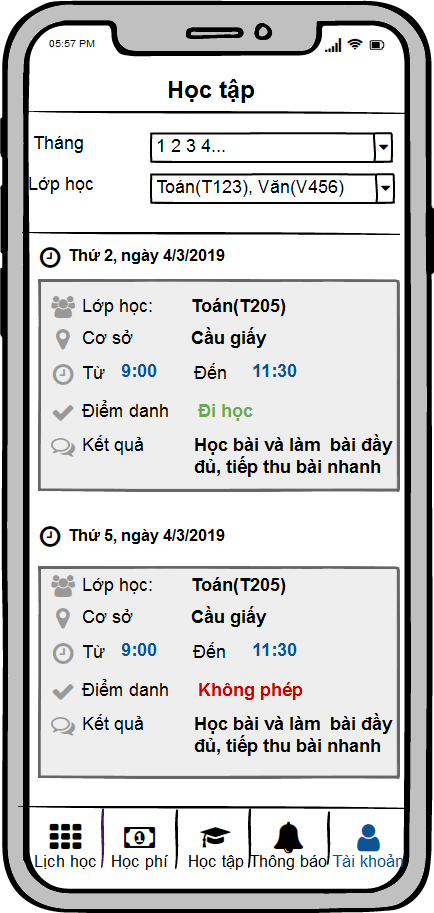 05:57 PM
Học tập
Tháng
1 2 3 4...
Lớp học
Toán(T123), Văn(V456)
Thứ 2, ngày 4/3/2019
Lớp học: Toán(T205)
Cơ sở Cầu giấy
Từ 9:00 Đến 11:30
Điểm danh Đi học
Kết quả Học bài và làm bài đầy
đủ, tiếp thu bài nhanh
Thứ 5, ngày 4/3/2019
Lớp học: Toán(T205)
Cơ sở Cầu giấy
Từ 9:00 Đến 11:30
Điểm danh Không phép
Kết quả Học bài và làm bài đầy
đủ, tiếp thu bài nhanh
Lịch học Học phí Học tập Thông báo Tài khoản